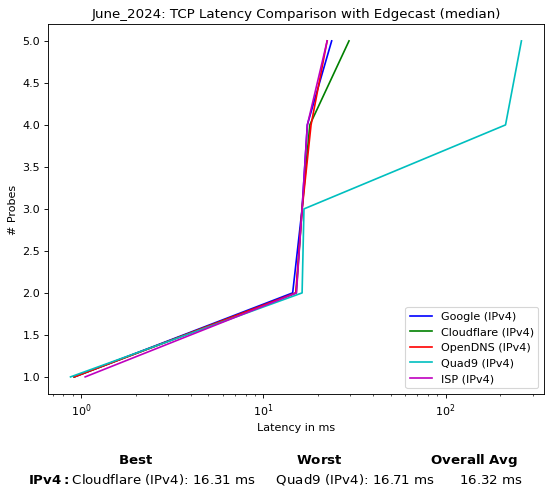 June_2024: TCP Latency Comparison with Edgecast (median)
5.0
4.5
4.0
3.5
3.0
2.5
2.0
1.5
1.0
# Probes
Google (IPv4)
Cloudflare (IPv4)
OpenDNS (IPv4)
Quad9 (IPv4)
ISP (IPv4)
10⁰ 10¹ 10²
Latency in ms
Best Worst Overall Avg
IPv4: Cloudflare (IPv4): 16.31 ms Quad9 (IPv4): 16.71 ms 16.32 ms